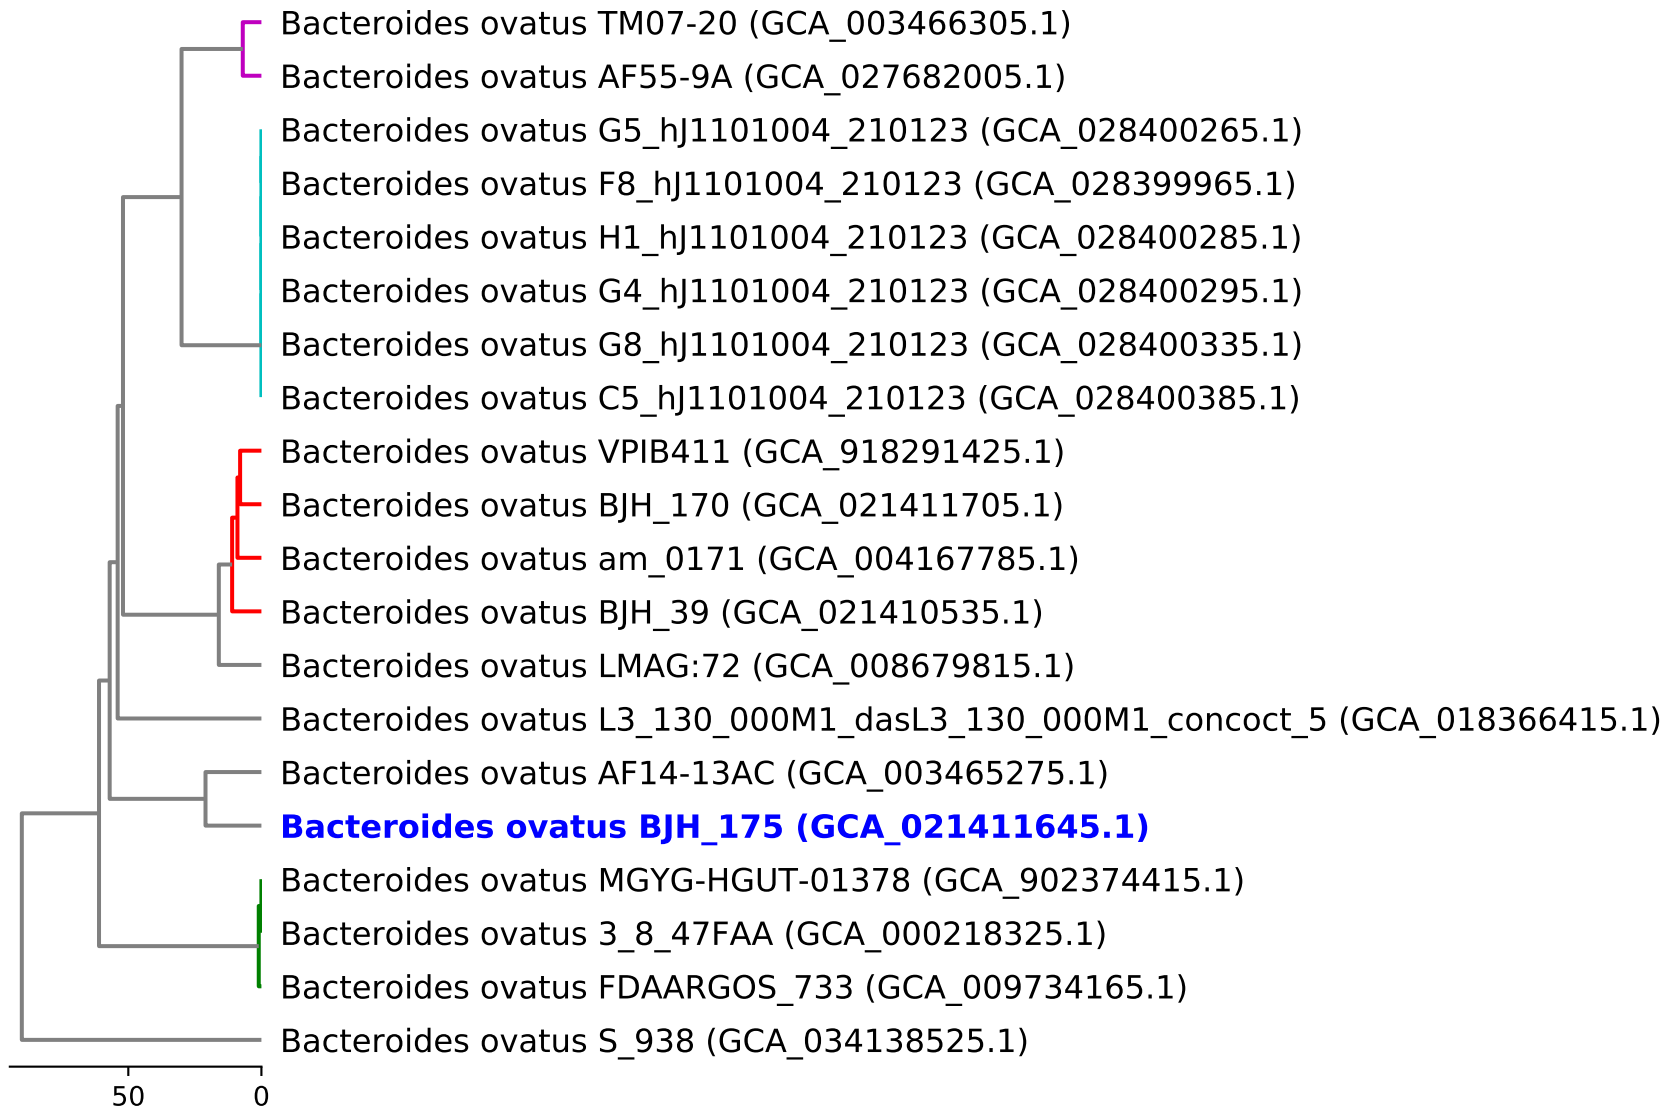 Bacteroides ovatus TM07-20 (GCA_003466305.1)
Bacteroides ovatus AF55-9A (GCA_027682005.1)
Bacteroides ovatus G5_hJ1101004_210123 (GCA_028400265.1)
Bacteroides ovatus F8_hJ1101004_210123 (GCA_028399965.1)
Bacteroides ovatus H1_hJ1101004_210123 (GCA_028400285.1)
Bacteroides ovatus G4_hJ1101004_210123 (GCA_028400295.1)
Bacteroides ovatus G8_hJ1101004_210123 (GCA_028400335.1)
Bacteroides ovatus C5_hJ1101004_210123 (GCA_028400385.1)
Bacteroides ovatus VPIB411 (GCA_918291425.1)
Bacteroides ovatus BJH_170 (GCA_021411705.1)
Bacteroides ovatus am_0171 (GCA_004167785.1)
Bacteroides ovatus BJH_39 (GCA_021410535.1)
Bacteroides ovatus LMAG:72 (GCA_008679815.1)
Bacteroides ovatus L3_130_000M1_dasL3_130_000M1_concoct_5 (GCA_018366415.1)
Bacteroides ovatus AF14-13AC (GCA_003465275.1)
Bacteroides ovatus BJH_175 (GCA_021411645.1)
Bacteroides ovatus MGYG-HGUT-01378 (GCA_902374415.1)
Bacteroides ovatus 3_8_47FAA (GCA_000218325.1)
Bacteroides ovatus FDAARGOS_733 (GCA_009734165.1)
Bacteroides ovatus S_938 (GCA_034138525.1)
50 0